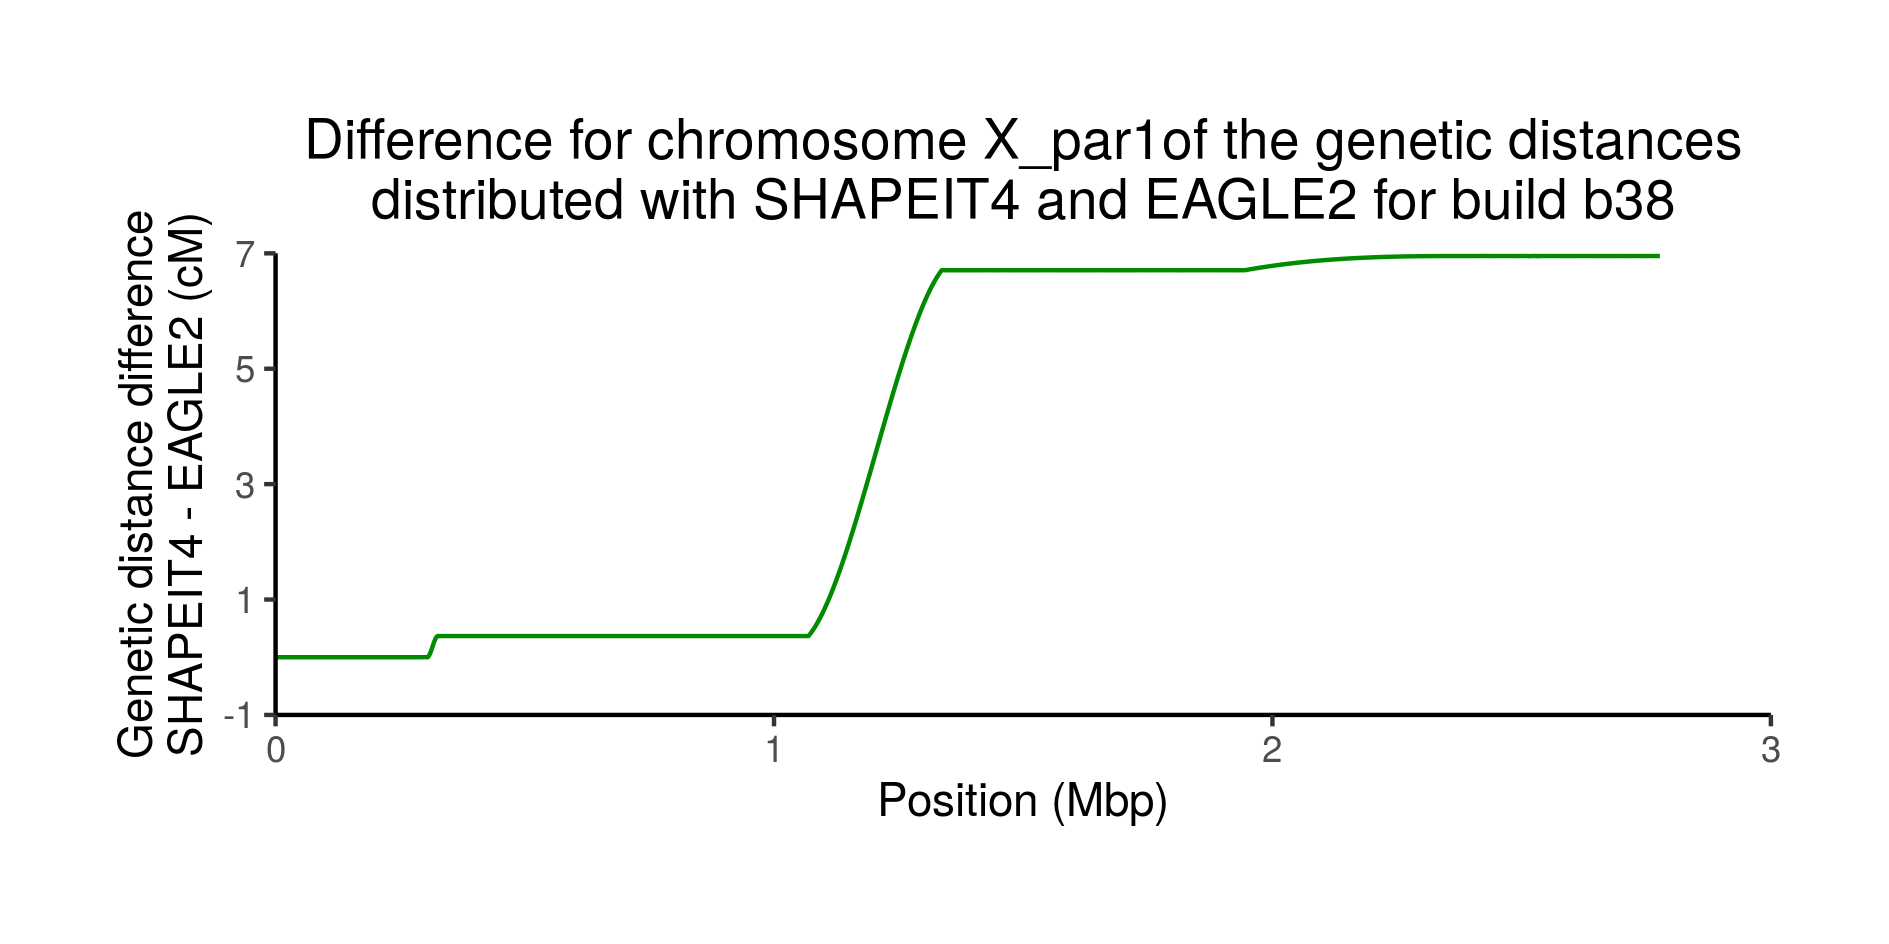 Difference for chromosome X_par1of the genetic distances
distributed with SHAPEIT4 and EAGLE2 for build b38
Genetic distance difference
SHAPEIT4 - EAGLE2 (cM)
7
5
3
1
-1
0
1
2
3
Position (Mbp)